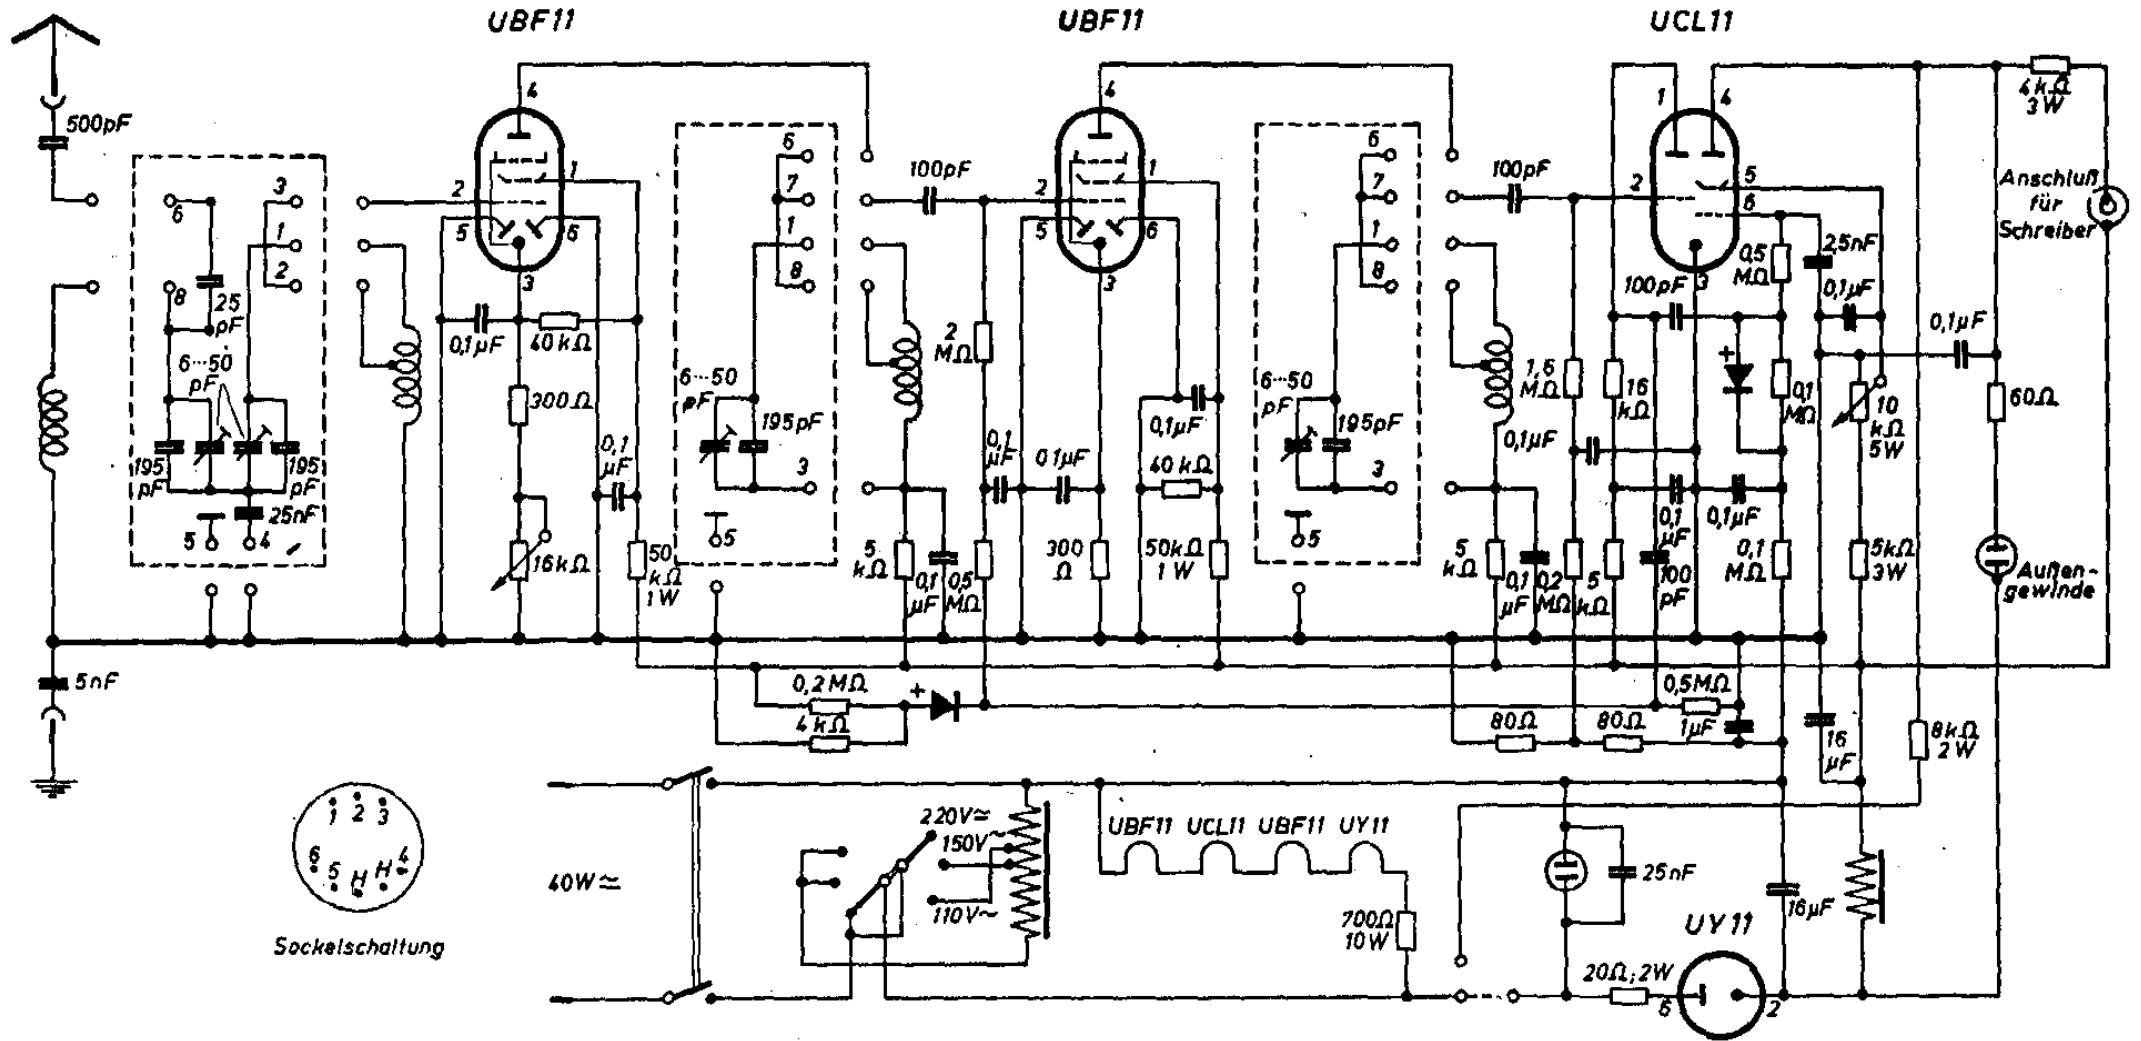 UBF11
UBF11
UCL11
500pF
6
8
25
pF
6...50
pF
195
pF
195
pF
25nF
3
1
2
5
4
5nF
4
1
2
5
6
3
0,1µF
40kΩ
300Ω
16kΩ
0,1
µF
50
kΩ
1W
6
7
1
8
6...50
pF
195pF
3
5
100pF
2
MΩ
5
kΩ
0,1
µF
0,5
MΩ
0,1
µF
0,1µF
4
1
2
5
6
3
0,1µF
40kΩ
300
Ω
50kΩ
1W
6
7
1
8
6...50
pF
195pF
3
5
100pF
5
kΩ
0,1
µF
0,2
MΩ
1,6
MΩ
0,1µF
16
kΩ
5
kΩ
1
4
2
5
6
3
100pF
0,5
MΩ
2,5nF
0,1µF
+
0,1
MΩ
10
kΩ
5W
0,1
µF
0,1µF
100
pF
0,1
MΩ
5kΩ
3W
0,1µF
60Ω
4kΩ
3W
Anschluß
für
Schreiber
Außen-
gewinde
0,2MΩ
4kΩ
+
80Ω
80Ω
0,5MΩ
1µF
16
µF
8kΩ
2W
1
2
3
6
5
H
H
4
Sockelschaltung
40W≃
220V≃
150V~
110V~
UBF11 UCL11 UBF11 UY11
700Ω
10W
25nF
20Ω; 2W
UY11
6
2
16µF